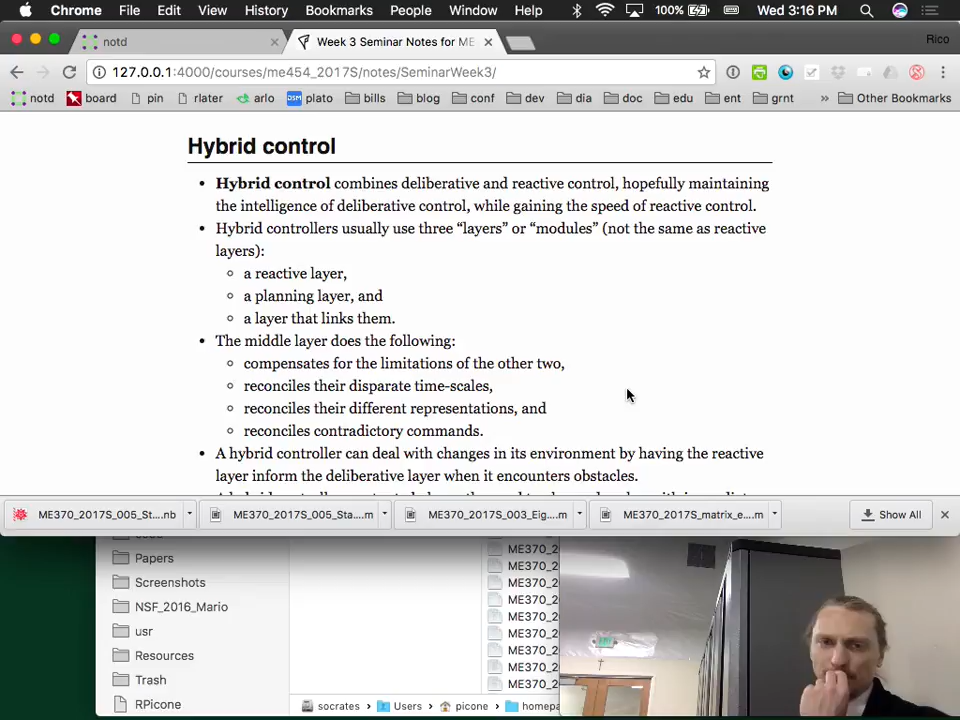 Chrome File Edit View History Bookmarks People Window Help 100% Wed 3:16 PM
notd Week 3 Seminar Notes for ME Rico
127.0.0.1:4000/courses/me454_2017S/notes/SeminarWeek3/
notd board pin rlater arlo plato bills blog conf dev dia doc edu ent grnt » Other Bookmarks
Hybrid control
• Hybrid control combines deliberative and reactive control, hopefully maintaining
the intelligence of deliberative control, while gaining the speed of reactive control.
• Hybrid controllers usually use three “layers” or “modules” (not the same as reactive
layers):
◦ a reactive layer,
◦ a planning layer, and
◦ a layer that links them.
• The middle layer does the following:
◦ compensates for the limitations of the other two,
◦ reconciles their disparate time-scales,
◦ reconciles their different representations, and
◦ reconciles contradictory commands.
• A hybrid controller can deal with changes in its environment by having the reactive
layer inform the deliberative layer when it encounters obstacles.
ME370_2017S_005_St....nb ME370_2017S_005_Sta....m ME370_2017S_003_Eig....m ME370_2017S_matrix_e....m Show All
ME370_2
Papers
ME370_2
Screenshots
ME370_2
NSF_2016_Mario
ME370_2
usr
ME370_2
Resources
ME370_2
Trash
ME370_2
RPicone
socrates › Users › picone › homepa